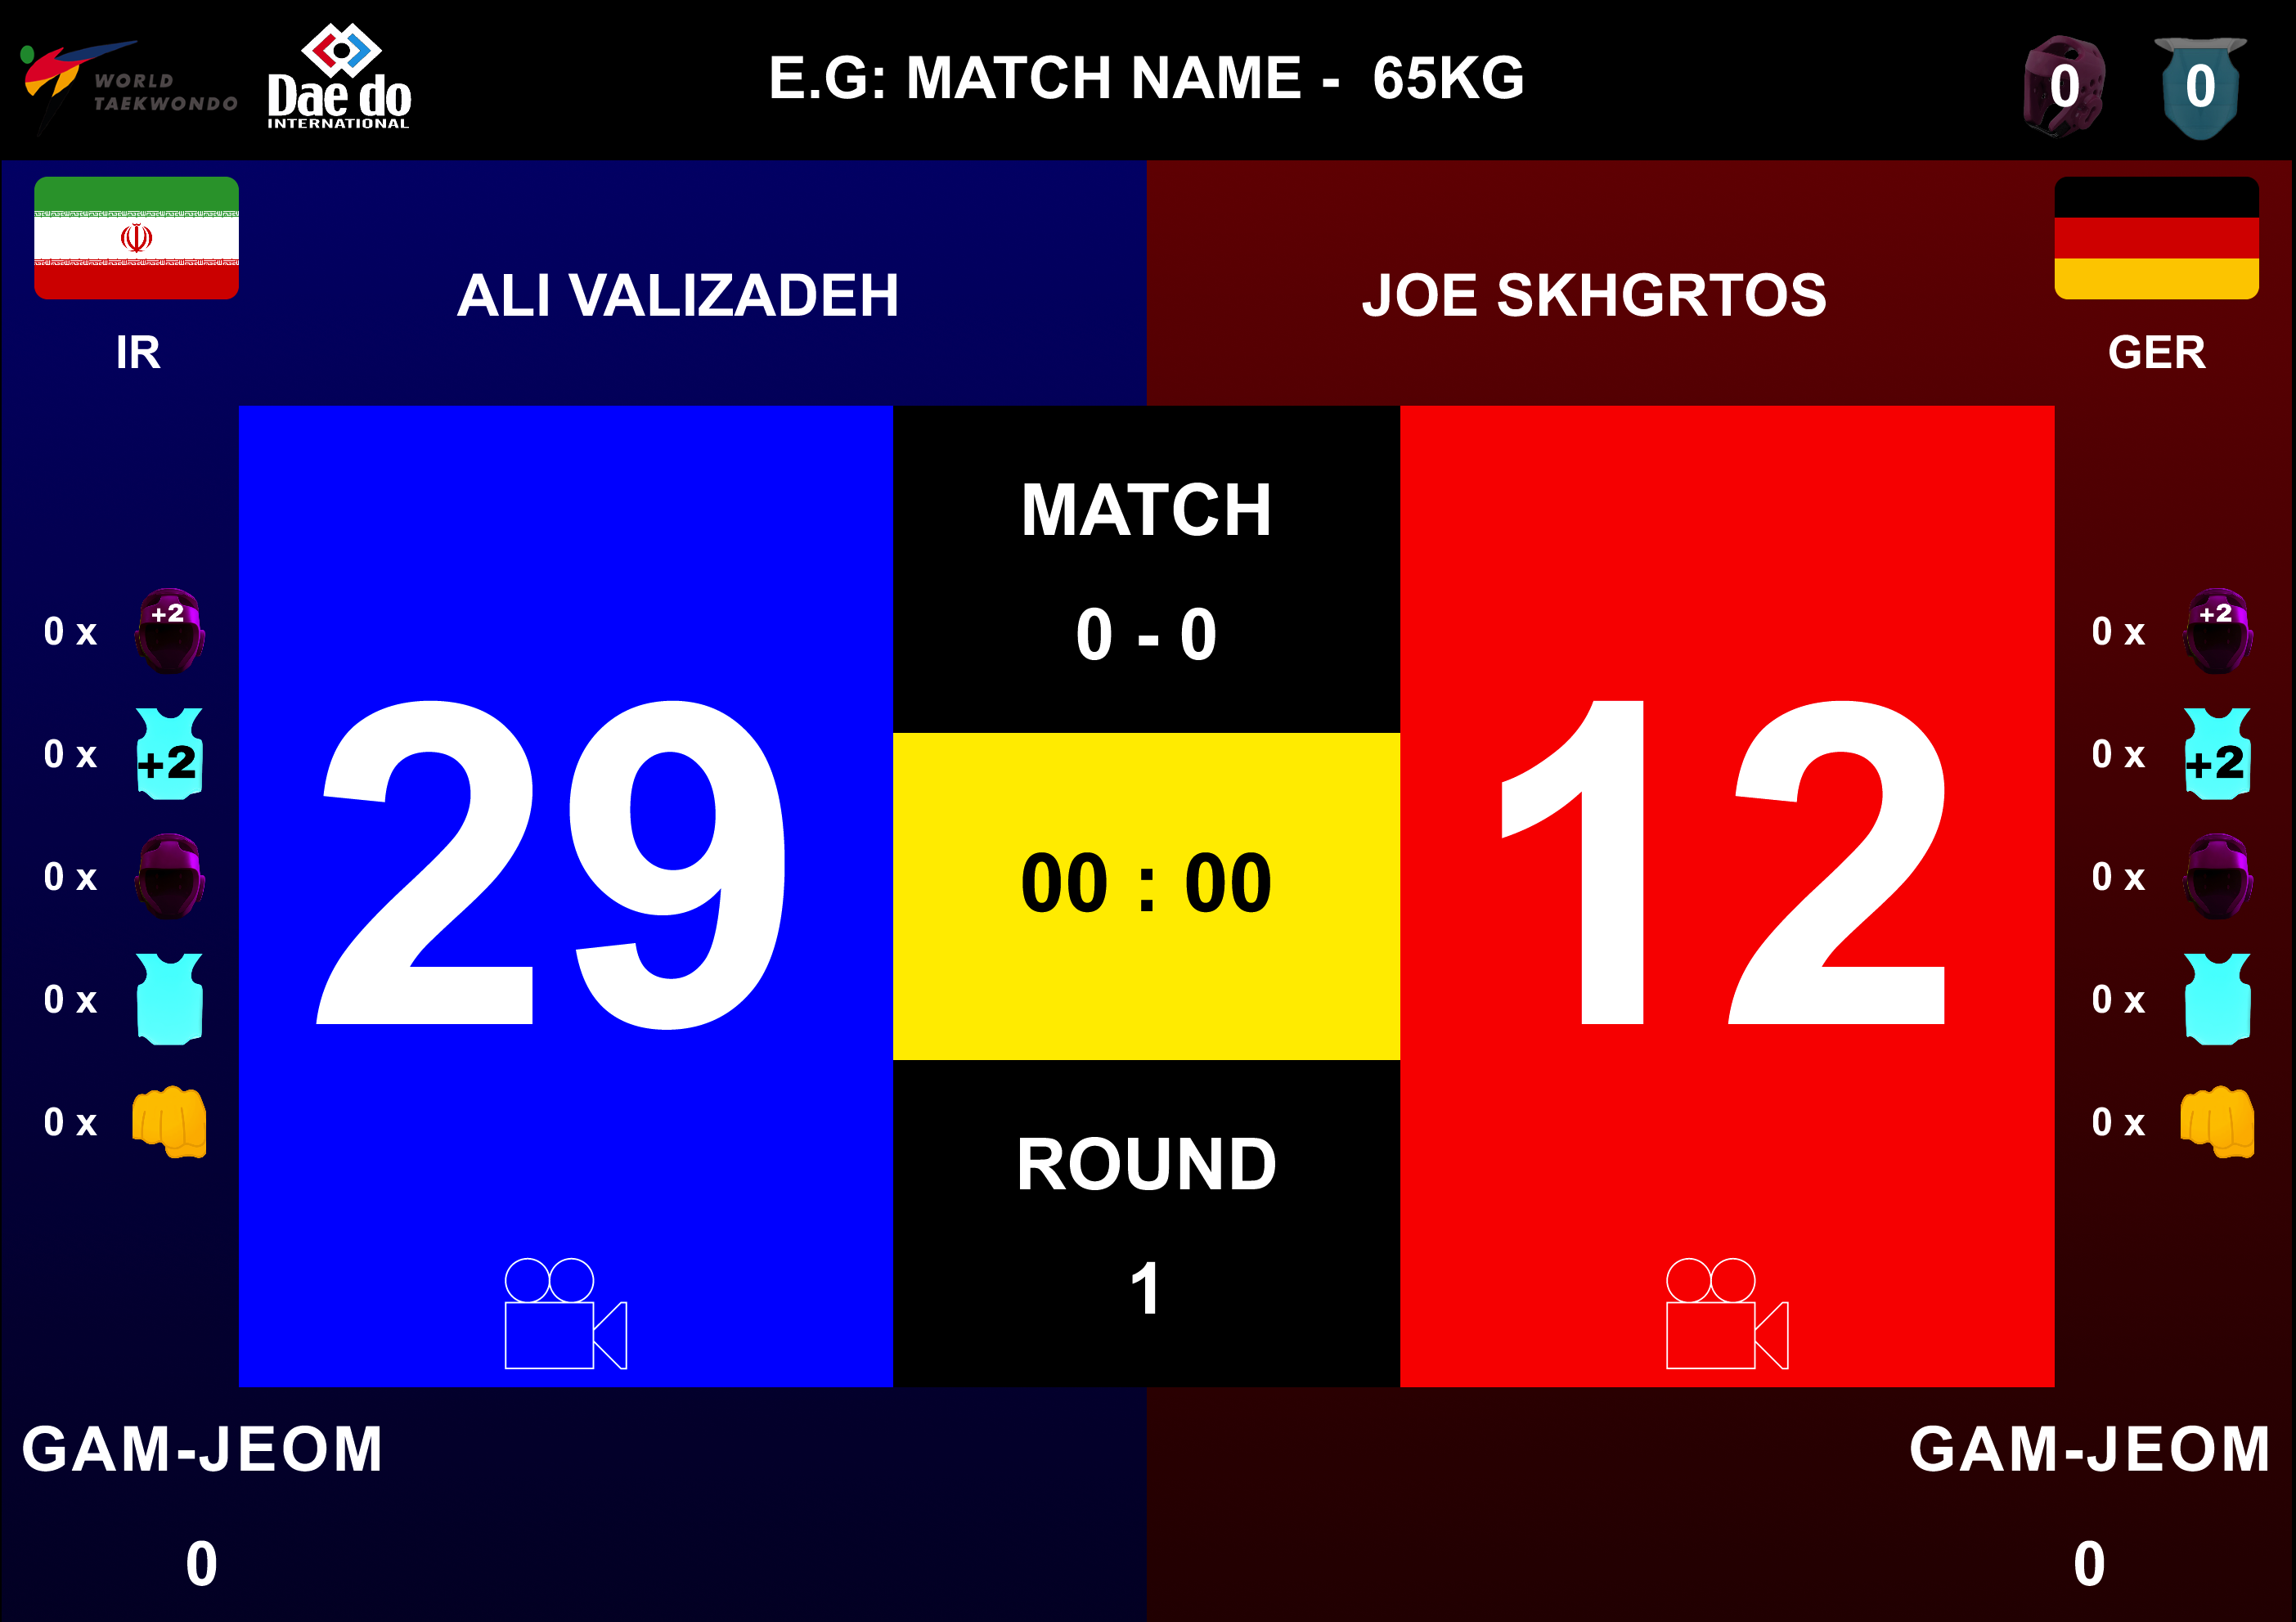 WORLD
TAEKWONDO
Dae do
INTERNATIONAL
E.G: MATCH NAME - 65KG
0
0
IR
ALI VALIZADEH
JOE SKHGRTOS
GER
0 x +2
0 x +2
0 x
0 x
0 x
29
MATCH
0 - 0
00 : 00
ROUND
1
12
0 x +2
0 x +2
0 x
0 x
0 x
GAM-JEOM
0
GAM-JEOM
0